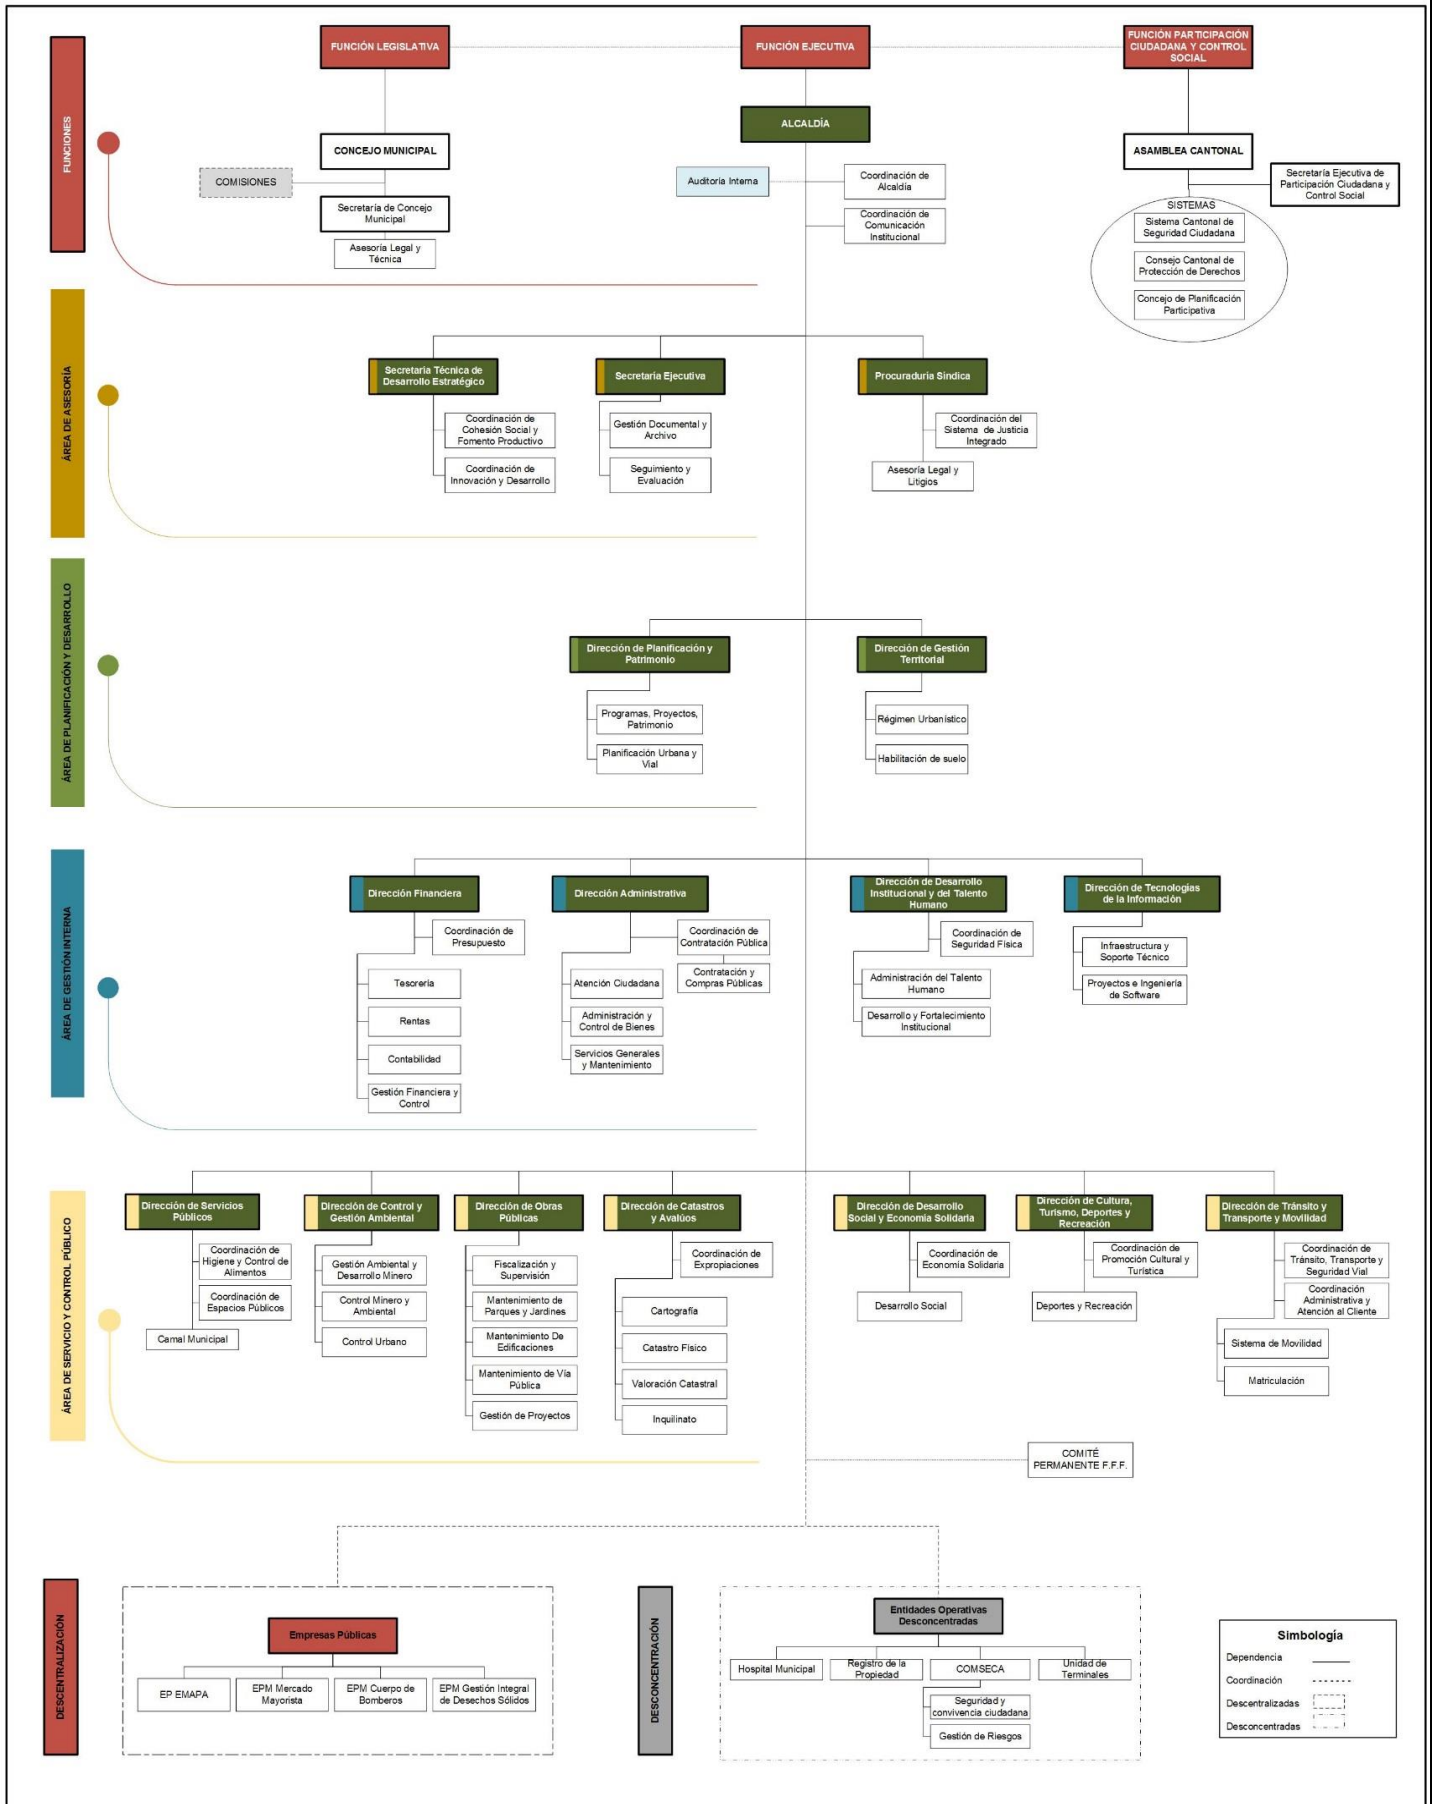 FUNCIONES
FUNCIÓN LEGISLATIVA
FUNCIÓN EJECUTIVA
FUNCIÓN PARTICIPACIÓN
CIUDADANA Y CONTROL
SOCIAL
ALCALDÍA
CONCEJO MUNICIPAL
ASAMBLEA CANTONAL
COMISIONES
Auditoría Interna
Coordinación de
Alcaldía
Secretaría Ejecutiva de
Participación Ciudadana y
Control Social
Secretaría de Concejo
Municipal
Coordinación de
Comunicación
Institucional
Asesoría Legal y
Técnica
SISTEMAS
Sistema Cantonal de
Seguridad Ciudadana
Consejo Cantonal de
Protección de Derechos
Concejo de Planificación
Participativa
ÁREA DE ASESORÍA
Secretaria Técnica de
Desarrollo Estratégico
Secretaría Ejecutiva
Procuraduría Síndica
Coordinación de
Cohesión Social y
Fomento Productivo
Coordinación de
Innovación y Desarrollo
Gestión Documental y
Archivo
Seguimiento y
Evaluación
Coordinación del
Sistema de Justicia
Integrado
Asesoría Legal y
Litigios
ÁREA DE PLANIFICACIÓN Y DESARROLLO
Dirección de Planificación y
Patrimonio
Dirección de Gestión
Territorial
Programas, Proyectos,
Patrimonio
Planificación Urbana y
Vial
Régimen Urbanístico
Habilitación de suelo
ÁREA DE GESTIÓN INTERNA
Dirección Financiera
Dirección Administrativa
Dirección de Desarrollo
Institucional y del Talento
Humano
Dirección de Tecnologías
de la Información
Coordinación de
Presupuesto
Tesorería
Rentas
Contabilidad
Gestión Financiera y
Control
Coordinación de
Contratación Pública
Contratación y
Compras Públicas
Atención Ciudadana
Administración y
Control de Bienes
Servicios Generales
y Mantenimiento
Coordinación de
Seguridad Física
Administración del Talento
Humano
Desarrollo y Fortalecimiento
Institucional
Infraestructura y
Soporte Técnico
Proyectos e Ingeniería
de Software
ÁREA DE SERVICIO Y CONTROL PÚBLICO
Dirección de Servicios
Públicos
Dirección de Control y
Gestión Ambiental
Dirección de Obras
Públicas
Dirección de Catastros
y Avalúos
Dirección de Desarrollo
Social y Economía Solidaria
Dirección de Cultura,
Turismo, Deportes y
Recreación
Dirección de Tránsito y
Transporte y Movilidad
Coordinación de
Higiene y Control de
Alimentos
Coordinación de
Espacios Públicos
Camal Municipal
Gestión Ambiental y
Desarrollo Minero
Control Minero y
Ambiental
Control Urbano
Fiscalización y
Supervisión
Mantenimiento de
Parques y Jardines
Mantenimiento De
Edificaciones
Mantenimiento de Vía
Pública
Gestión de Proyectos
Coordinación de
Expropiaciones
Cartografía
Catastro Físico
Valoración Catastral
Inquilinato
Coordinación de
Economía Solidaria
Desarrollo Social
Coordinación de
Promoción Cultural y
Turística
Deportes y Recreación
Coordinación de
Tránsito, Transporte y
Seguridad Vial
Coordinación
Administrativa y
Atención al Cliente
Sistema de Movilidad
Matriculación
COMITÉ
PERMANENTE F.F.F.
DESCENTRALIZACIÓN
Empresas Públicas
EP EMAPA
EPM Mercado
Mayorista
EPM Cuerpo de
Bomberos
EPM Gestión Integral
de Desechos Sólidos
DESCONCENTRACIÓN
Entidades Operativas
Desconcentradas
Hospital Municipal
Registro de la
Propiedad
COMSECA
Unidad de
Terminales
Seguridad y
convivencia ciudadana
Gestión de Riesgos
Simbología
Dependencia
Coordinación
Descentralizadas
Desconcentradas